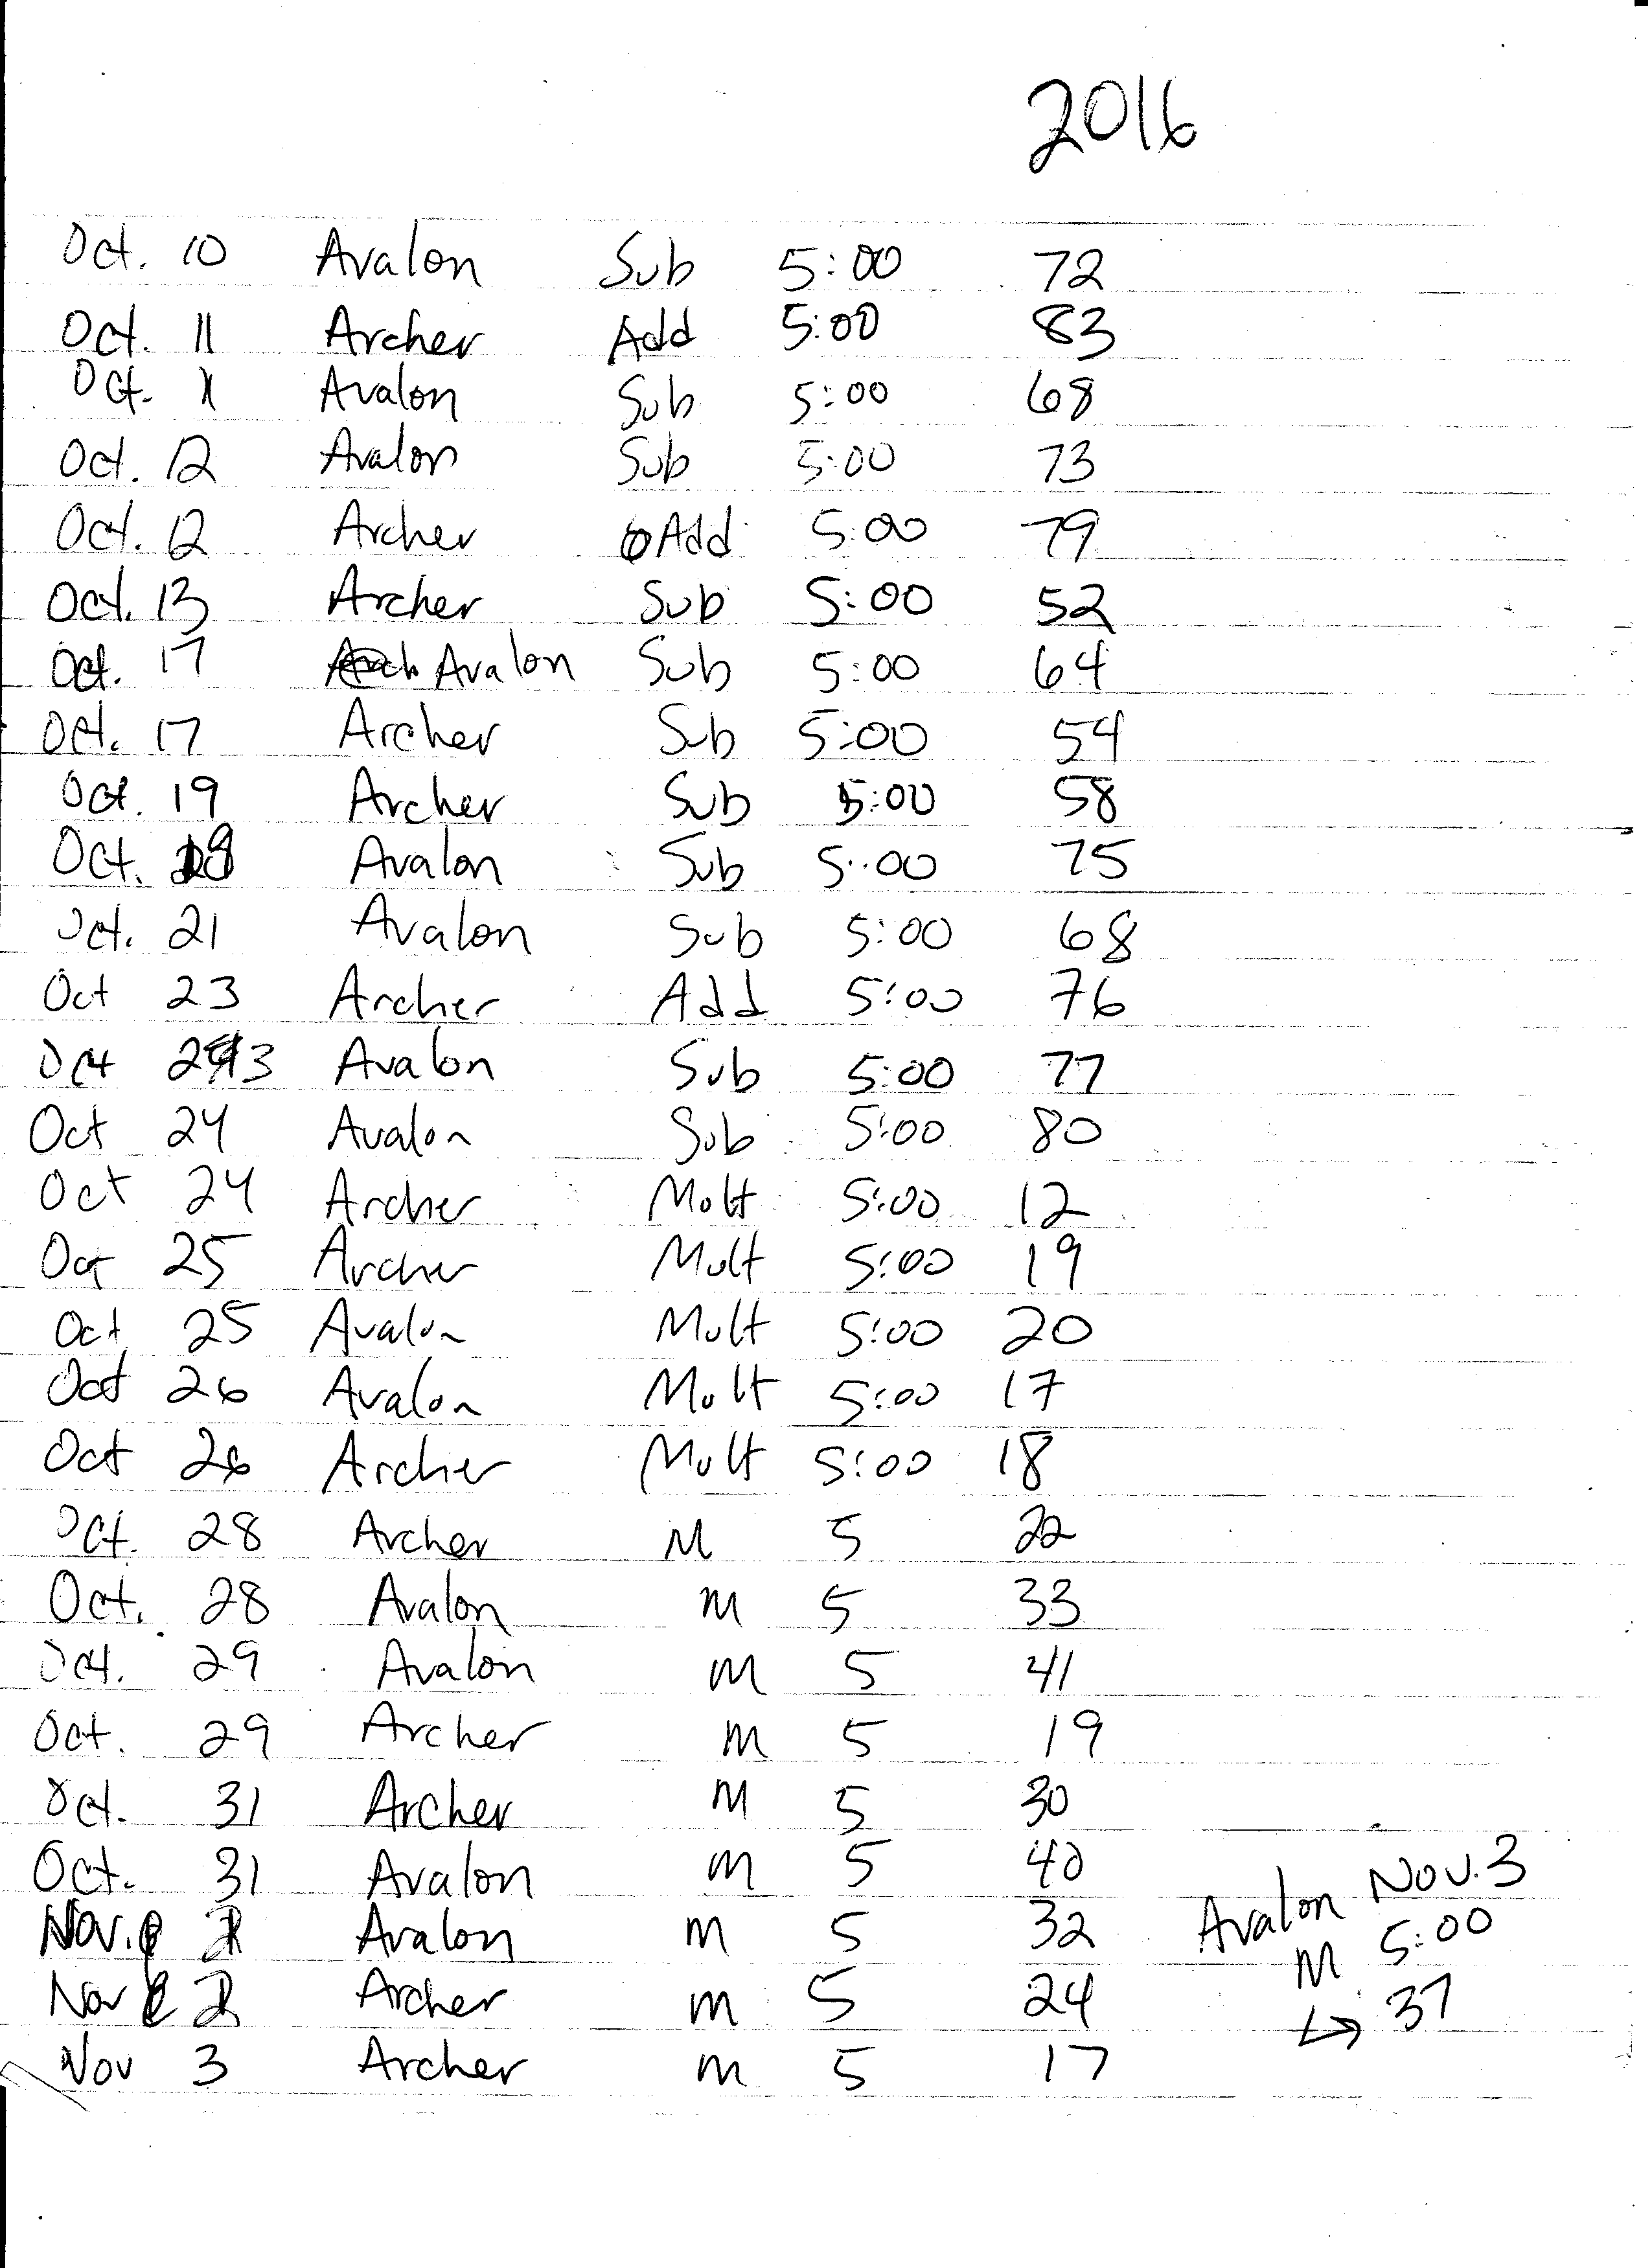 2016
Oct. 10 Avalon Sub 5:00 72
Oct. 11 Archer Add 5:00 83
Oct. 11 Avalon Sub 5:00 68
Oct. 12 Avalon Sub 5:00 73
Oct. 12 Archer Add 5:00 79
Oct. 13 Archer Sub 5:00 52
Oct. 17 Avalon Sub 5:00 64
Oct. 17 Archer Sub 5:00 54
Oct. 19 Archer Sub 5:00 58
Oct. 19 Avalon Sub 5:00 75
Oct. 21 Avalon Sub 5:00 68
Oct 23 Archer Add 5:00 76
Oct 23 Avalon Sub 5:00 77
Oct 24 Avalon Sub 5:00 80
Oct 24 Archer Mult 5:00 12
Oct 25 Archer Mult 5:00 19
Oct 25 Avalon Mult 5:00 20
Oct 26 Avalon Mult 5:00 17
Oct 26 Archer Mult 5:00 18
Oct. 28 Archer M 5 22
Oct. 28 Avalon M 5 33
Oct. 29 Avalon M 5 41
Oct. 29 Archer M 5 19
Oct. 31 Archer M 5 30
Oct. 31 Avalon M 5 40
Nov. Avalon M 5 32
Nov Archer M 5 24
Nov 3 Archer M 5 17
Avalon Nov. 3
M 5:00
↳ 37